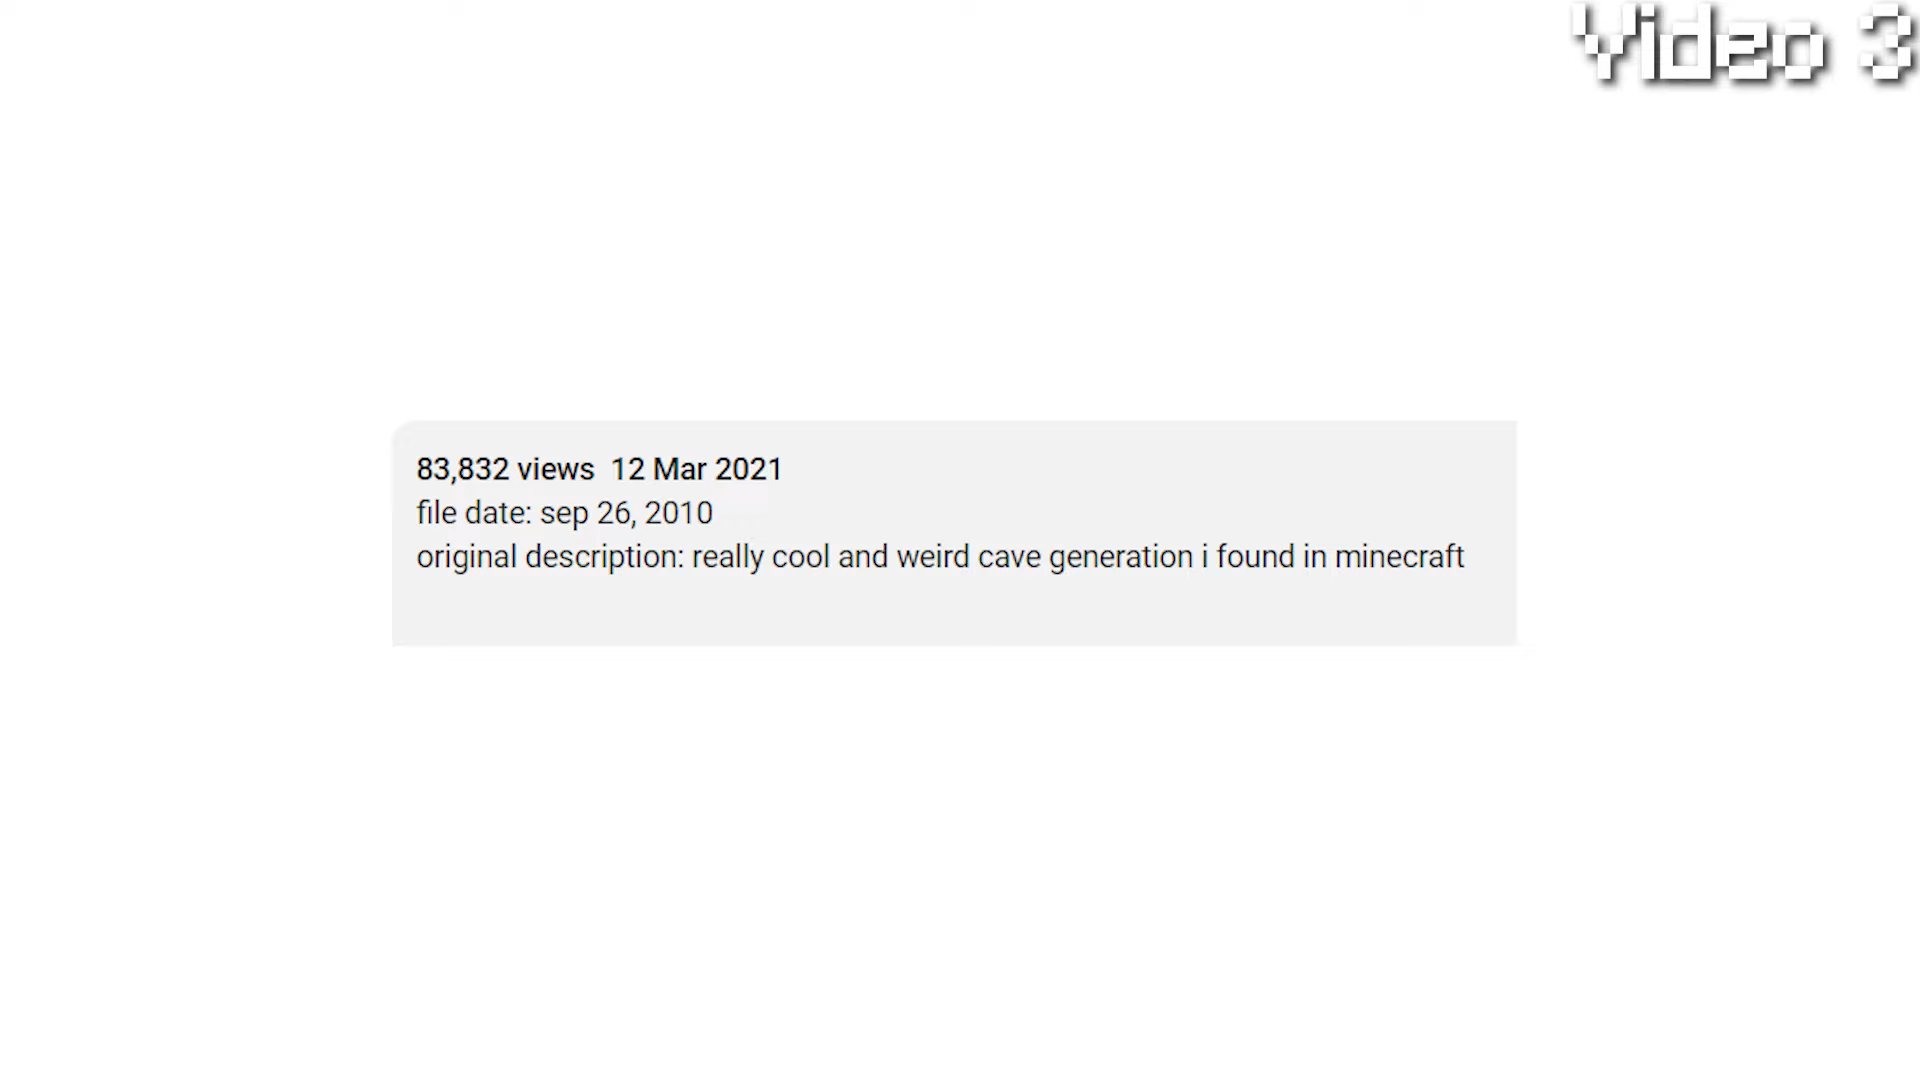 Video 3
83,832 views 12 Mar 2021
file date: sep 26, 2010
original description: really cool and weird cave generation i found in minecraft